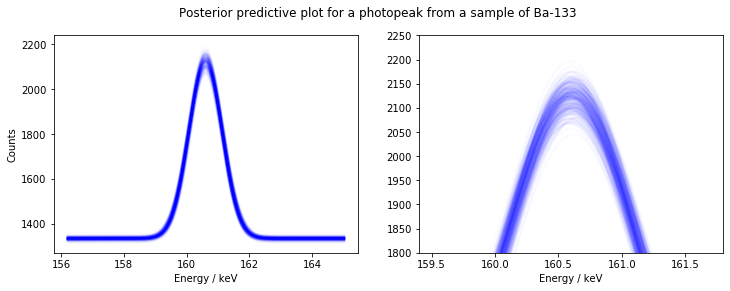 Posterior predictive plot for a photopeak from a sample of Ba-133
2200
2000
1800
1600
1400
Counts
156 158 160 162 164
Energy / keV
2250
2200
2150
2100
2050
2000
1950
1900
1850
1800
159.5 160.0 160.5 161.0 161.5
Energy / keV